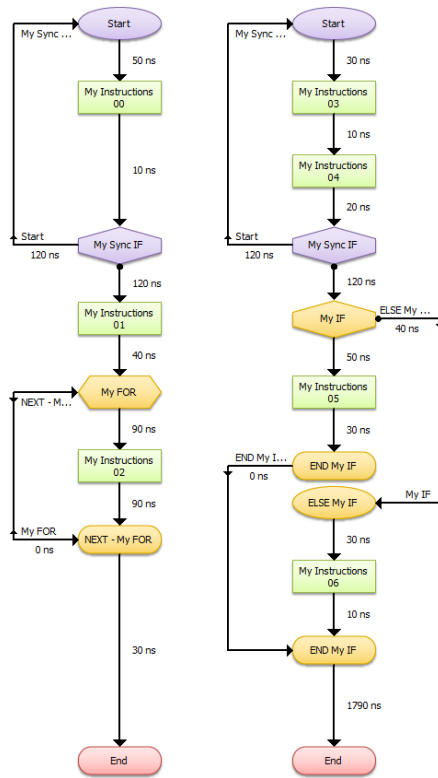 Start
My Sync ...
50 ns
My Instructions
00
10 ns
Start
My Sync IF
120 ns
120 ns
My Instructions
01
40 ns
My FOR
NEXT - M...
90 ns
My Instructions
02
90 ns
My FOR
NEXT - My FOR
0 ns
30 ns
End
Start
My Sync ...
30 ns
My Instructions
03
10 ns
My Instructions
04
20 ns
Start
My Sync IF
120 ns
120 ns
My IF
ELSE My ...
40 ns
50 ns
My Instructions
05
30 ns
END My I...
END My IF
0 ns
ELSE My IF
My IF
30 ns
My Instructions
06
10 ns
END My IF
1790 ns
End